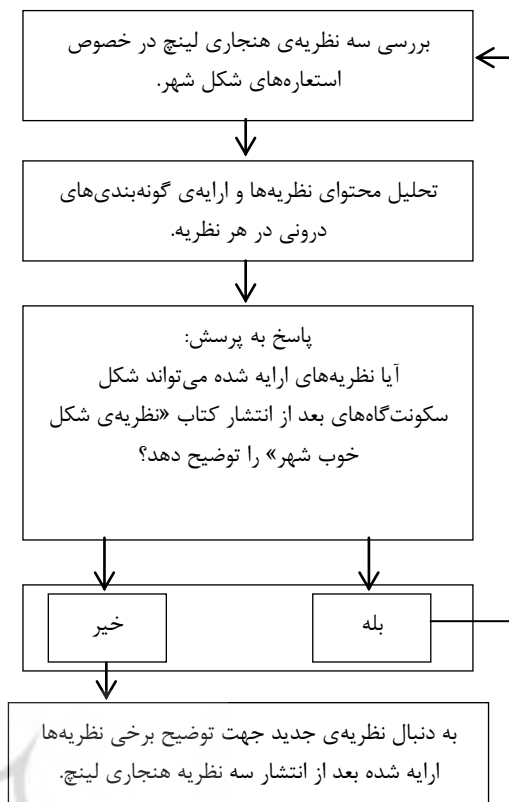 بررسی سه نظریه‌ی هنجاری لینچ در خصوص
استعاره‌های شکل شهر.
تحلیل محتوای نظریه‌ها و ارایه‌ی گونه‌بندی‌های
درونی در هر نظریه.
پاسخ به پرسش:
آیا نظریه‌های ارایه شده می‌تواند شکل
سکونت‌گاه‌های بعد از انتشار کتاب «نظریه‌ی شکل
خوب شهر» را توضیح دهد؟
بله
خیر
به دنبال نظریه‌ی جدید جهت توضیح برخی نظریه‌ها
ارایه شده بعد از انتشار سه نظریه هنجاری لینچ.